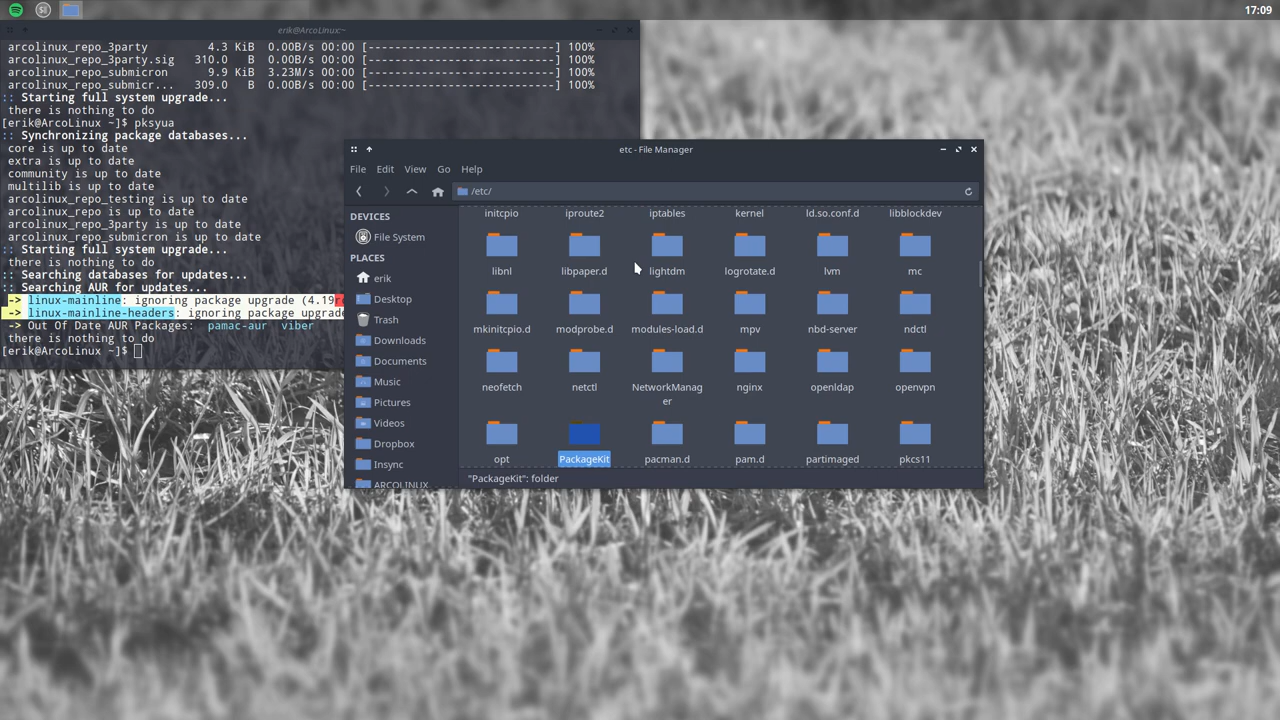 17:09
erik@ArcoLinux:~
arcolinux_repo_3party 4.3 KiB 0.00B/s 00:00 [----------------------------] 100%
arcolinux_repo_3party.sig 310.0 B 0.00B/s 00:00 [----------------------------] 100%
arcolinux_repo_submicron 9.9 KiB 3.23M/s 00:00 [----------------------------] 100%
arcolinux_repo_submicr... 309.0 B 0.00B/s 00:00 [----------------------------] 100%
:: Starting full system upgrade...
there is nothing to do
[erik@ArcoLinux ~]$ pksyua
:: Synchronizing package databases...
core is up to date
extra is up to date
community is up to date
multilib is up to date
arcolinux_repo_testing is up to date
arcolinux_repo is up to date
arcolinux_repo_3party is up to date
arcolinux_repo_submicron is up to date
:: Starting full system upgrade...
there is nothing to do
:: Searching databases for updates...
:: Searching AUR for updates...
-> linux-mainline: ignoring package upgrade (4.19r
-> linux-mainline-headers: ignoring package upgrade
-> Out Of Date AUR Packages: pamac-aur viber
there is nothing to do
[erik@ArcoLinux ~]$
etc - File Manager
File Edit View Go Help
/etc/
DEVICES
File System
PLACES
erik
Desktop
Trash
Downloads
Documents
Music
Pictures
Videos
Dropbox
Insync
ARCOLINUX
initcpio iproute2 iptables kernel ld.so.conf.d libblockdev
libnl libpaper.d lightdm logrotate.d lvm mc
mkinitcpio.d modprobe.d modules-load.d mpv nbd-server ndctl
neofetch netctl NetworkManag nginx openldap openvpn
er
opt PackageKit pacman.d pam.d partimaged pkcs11
"PackageKit": folder